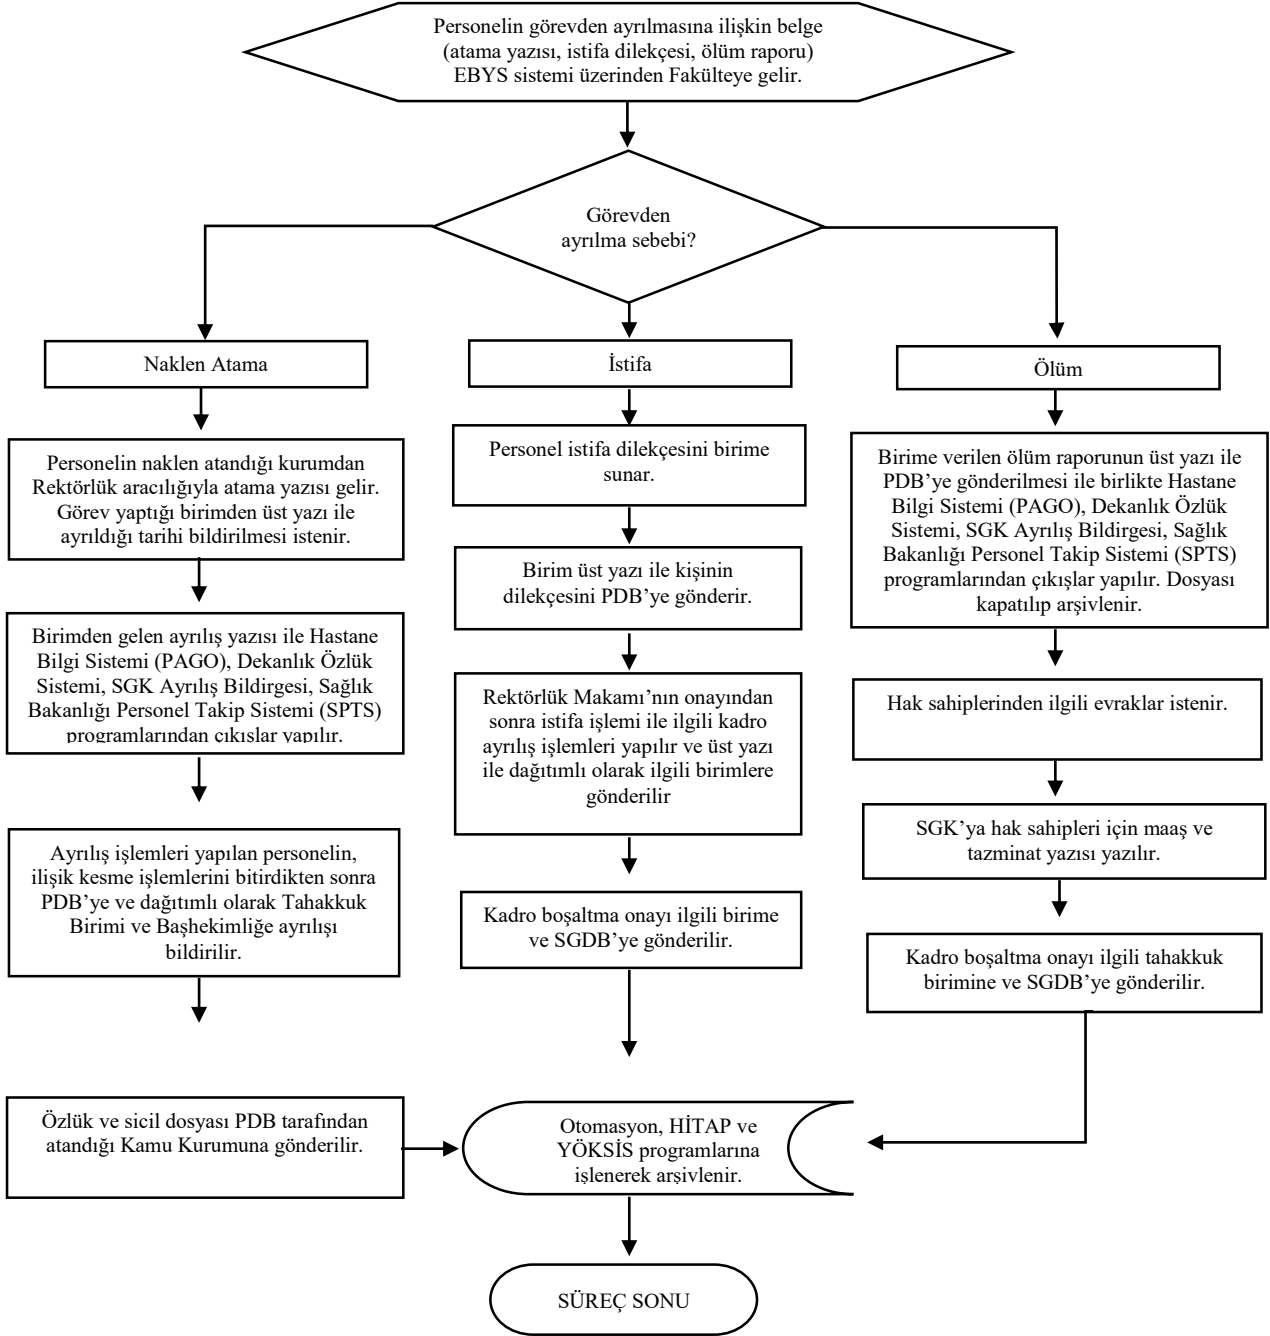 Personelin görevden ayrılmasına ilişkin belge
(atama yazısı, istifa dilekçesi, ölüm raporu)
EBYS sistemi üzerinden Fakülteye gelir.
Görevden
ayrılma sebebi?
Naklen Atama
Personelin naklen atandığı kurumdan
Rektörlük aracılığıyla atama yazısı gelir.
Görev yaptığı birimden üst yazı ile
ayrıldığı tarihi bildirilmesi istenir.
Birimden gelen ayrılış yazısı ile Hastane
Bilgi Sistemi (PAGO), Dekanlık Özlük
Sistemi, SGK Ayrılış Bildirgesi, Sağlık
Bakanlığı Personel Takip Sistemi (SPTS)
programlarından çıkışlar yapılır.
Ayrılış işlemleri yapılan personelin,
ilişik kesme işlemlerini bitirdikten sonra
PDB’ye ve dağıtımlı olarak Tahakkuk
Birimi ve Başhekimliğe ayrılışı
bildirilir.
Özlük ve sicil dosyası PDB tarafından
atandığı Kamu Kurumuna gönderilir.
İstifa
Personel istifa dilekçesini birime
sunar.
Birim üst yazı ile kişinin
dilekçesini PDB’ye gönderir.
Rektörlük Makamı’nın onayından
sonra istifa işlemi ile ilgili kadro
ayrılış işlemleri yapılır ve üst yazı
ile dağıtımlı olarak ilgili birimlere
gönderilir
Kadro boşaltma onayı ilgili birime
ve SGDB’ye gönderilir.
Ölüm
Birime verilen ölüm raporunun üst yazı ile
PDB’ye gönderilmesi ile birlikte Hastane
Bilgi Sistemi (PAGO), Dekanlık Özlük
Sistemi, SGK Ayrılış Bildirgesi, Sağlık
Bakanlığı Personel Takip Sistemi (SPTS)
programlarından çıkışlar yapılır. Dosyası
kapatılıp arşivlenir.
Hak sahiplerinden ilgili evraklar istenir.
SGK’ya hak sahipleri için maaş ve
tazminat yazısı yazılır.
Kadro boşaltma onayı ilgili tahakkuk
birimine ve SGDB’ye gönderilir.
Otomasyon, HİTAP ve
YÖKSİS programlarına
işlenerek arşivlenir.
SÜREÇ SONU